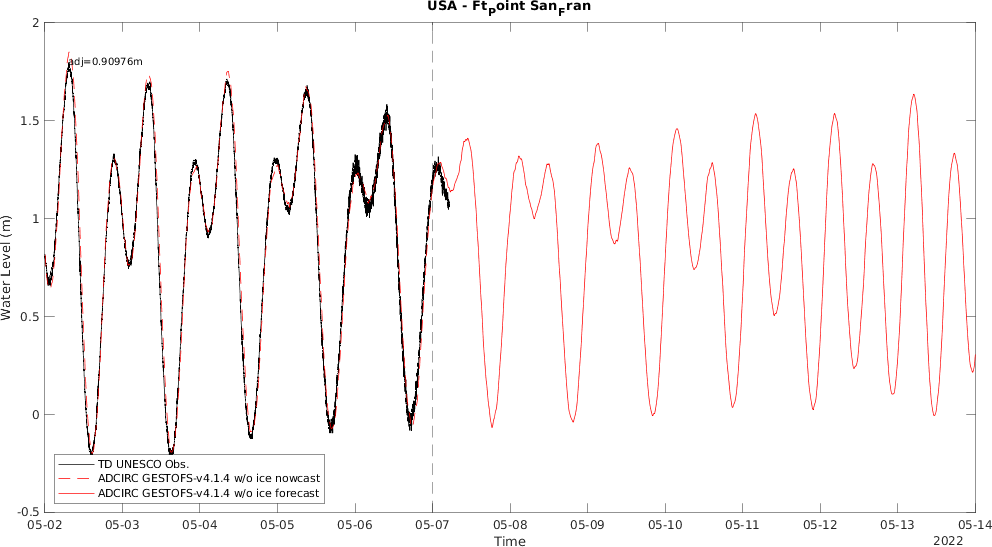 USA - FtPoint SanFran
adj=0.90976m
Water Level (m)
2
1.5
1
0.5
0
-0.5
TD UNESCO Obs.
ADCIRC GESTOFS-v4.1.4 w/o ice nowcast
ADCIRC GESTOFS-v4.1.4 w/o ice forecast
05-02 05-03 05-04 05-05 05-06 05-07 05-08 05-09 05-10 05-11 05-12 05-13 05-14
Time
2022